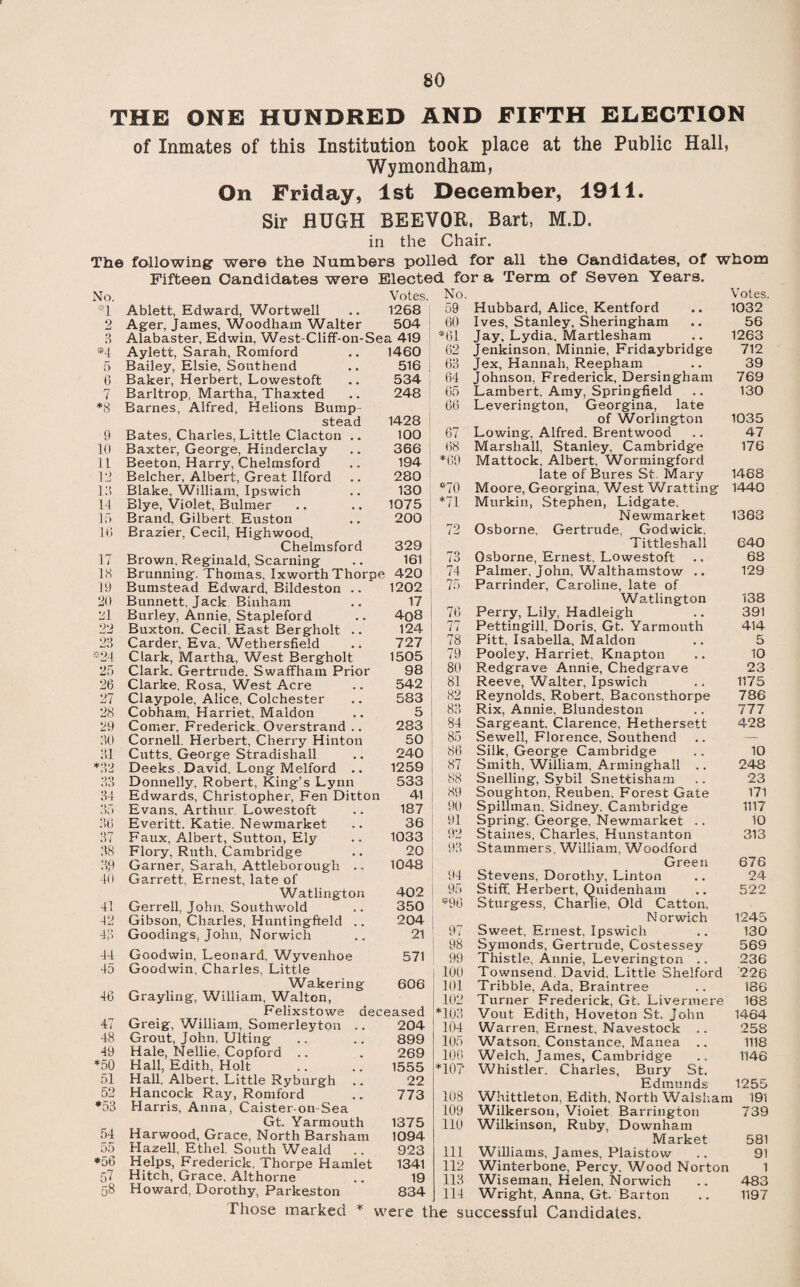 80
THE ONE HUNDRED AND FIFTH ELECTION
of Inmates of this Institution took place at the Public Hall,
Wymondham,
On Friday, 1st December, 1911.
Sir HUGH BEEVOR, Bart, M.D.
in the Chair.
The following were the Numbers polled for all the Candidates, of whom
Fifteen Candidates were Elected for a Term of Seven Years.
No. Votes.
*1 Ablett, Edward, Wortwell .. 1268
2 Ager, James, Woodham Walter 504
3 Alabaster, Edwin, West-Cliff-on-Sea 419
*4 Aylett, Sarah, Romford .. 1460
5 Bailey, Elsie, Southend .. 516
6 Baker, Herbert, Lowestoft .. 534
7 Barltrop, Martha, Thaxted .. 248
*8 Barnes, Alfred, Helions Bump-
stead 1428
9 Bates, Charles, Little Clacton .. 100
10 Baxter, George, Hinderclay .. 366
11 Beeton, Harry, Chelmsford .. 194
12 Belcher, Albert, Great Ilford .. 280
13 Blake, William, Ipswich .. 130
14 Blye, Violet, Bulmer .. .. 1075
15 Brand, Gilbert, Euston .. 200
16 Brazier, Cecil, Highwood,
Chelmsford 329
17 Brown, Reginald, Scarning .. 161
18 Brunning, Thomas, Ixworth Thorpe 420
19 Bumstead Edward, Bildeston .. 1202
20 Bunnett, Jack, Binham .. 17
21 Burley, Annie, Stapleford .. 408
22 Buxton, Cecil, East Bergholt .. 124
23 Carder, Eva, Wethersfield .. 727
*24 Clark, Martha, West Bergholt 1505
25 Clark, Gertrude, Swaffham Prior 98
26 Clarke, Rosa, West Acre .. 542
27 Claypole, Alice, Colchester .. 583
28 Cobham, Harriet, Maldon .. 5
29 Comer, Frederick, Overstrand .. 283
30 Cornell, Herbert, Cherry Hinton 50
31 Cutts, George Stradishall .. 240
*32 Deeks, David, Long Melford .. 1259
33 Donnelly, Robert, King's Lynn 533
34 Edwards, Christopher, Fen Ditton 41
35 Evans, Arthur, Lowestoft .. 187
36 Everitt, Katie, Newmarket .. 36
37 Faux, Albert, Sutton, Ely .. 1033
38 Flory, Ruth, Cambridge .. 20
39 Garner, Sarah, Attleborough .. 1048
40 Garrett, Ernest, late of
Watlington 402
41 Gerrell, John, Southwold .. 350
42 Gibson, Charles, Huntingfield .. 204
43 Goodings, John, Norwich .. 21
44 Goodwin, Leonard, Wyvenhoe 571
45 Goodwin, Charles, Little
Wakering 606
46 Grayling, William, Walton,
Felixstowe deceased
47 Greig, William, Somerleyton .. 204
48 Grout, John, Ulting .. .. 899
49 Hale, Nellie, Copford .. . 269
*50 Hall, Edith, Holt .. .. 1555
51 Hall, Albert, Little Ryburgh .. 22
52 Hancock Ray, Romford .. 773
*53 Harris, Anna, Caister-on-Sea
Gt. Yarmouth 1375
54 Harwood, Grace, North Barsham 1094
55 Hazell, Ethel, South Weald .. 923
*56 Helps, Frederick, Thorpe Hamlet 1341
57 Hitch, Grace, Althorne .. 19
58 Howard, Dorothy, Parkeston 834
No. Votes.
59 Hubbard, Alice, Kentford .. 1032
60 Ives, Stanley, Sheringham .. 56
*61 Jay, Lydia, Martlesham .. 1263
62 Jenkinson, Minnie, Fridaybridge 712
63 Jex, Hannah, Reepham .. 39
64 Johnson, Frederick, Dersingham 769
65 Lambert, Amy, Springfield .. 130
66 Leverington, Georgina, late
of Worlington 1035
67 Lowing, Alfred, Brentwood .. 47
68 Marshall, Stanley, Cambridge 176
*69 Mattock, Albert, Wormingford
late of Bures St. Mary 1468
*70 Moore, Georgina, West Wratting 1440
*71 Murkin, Stephen, Lidgate,
Newmarket 1363
72 Osborne, Gertrude, Godwick,
Tittleshall 640
73 Osborne, Ernest, Lowestoft .. 68
74 Palmer, John, Walthamstow .. 129
75 Parrinder, Caroline, late of
Watlington 138
76 Perry, Lily, Hadleigh .. 391
77 Pettingill, Doris, Gt. Yarmouth 414
78 Pitt, Isabella, Maldon .. 5
79 Pooley, Harriet, Knapton .. 10
80 Redgrave Annie, Chedgrave 23
81 Reeve, Walter, Ipswich .. 1175
82 Reynolds, Robert, Baconsthorpe 786
83 Rix, Annie, Blundeston .. 777
84 Sargeant, Clarence, Hethersett 428
85 Sewell, Florence, Southend .. —
86 Silk, George Cambridge .. 10
87 Smith, William, Arminghall .. 248
88 Snelling, Sybil Snettisham .. 23
89 Soughton, Reuben, Forest Gate 171
90 Spillman, Sidney, Cambridge 1117
91 Spring, George, Newmarket .. 10
92 Staines, Charles, Hunstanton 313
93 Stammers, William, Woodford
Green 676
94 Stevens, Dorothy, Linton .. 24
95 Stiff, Herbert, Quidenham .. 522
*96 Sturgess, Charlie, Old Catton,
Norwich 1245
97 Sweet, Ernest, Ipswich .. 130
98 Symonds, Gertrude, Costessey 569
99 Thistle, Annie, Leverington .. 236
100 Townsend, David, Little Shelford 226
101 Tribble, Ada, Braintree .. 186
102 Turner Frederick, Gt. Livermere 168
*103 Vout Edith, Hoveton St. John 1464
104 Warren, Ernest, Navestock .. 258
105 Watson, Constance, Manea .. 1118
106 Welch, James, Cambridge .. 1146
*107 Whistler, Charles, Bury St.
Edmunds 1255
108 Whittleton, Edith, North Walsham 191
109 Wilkerson, Violet Barrington 739
110 Wilkinson, Ruby, Downham
Market 581
111 Williams, James, Plaistow .. 91
112 Winterbone, Percy, Wood Norton 1
113 Wiseman, Helen, Norwich .. 483
114 Wright, Anna, Gt. Barton .. 1197
Those marked * were the successful Candidates.